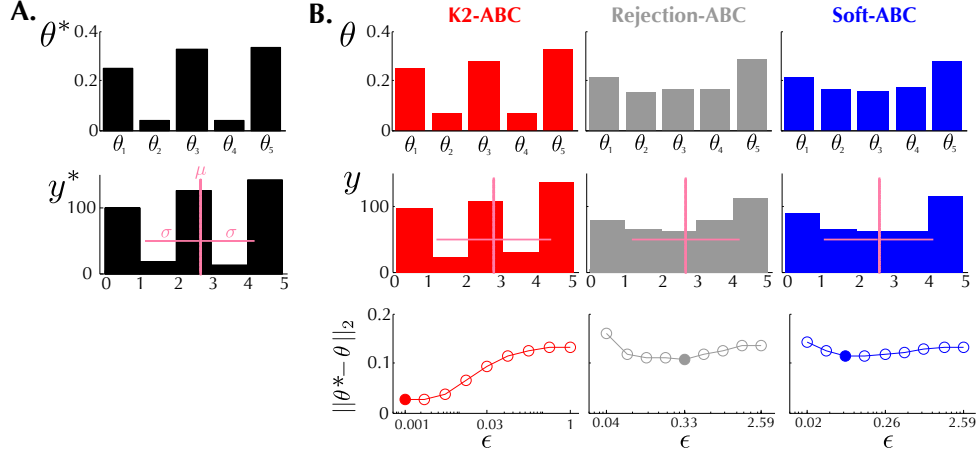 A.
B.
K2-ABC
Rejection-ABC
Soft-ABC
θ*
0.4
0.2
0
θ₁ θ₂ θ₃ θ₄ θ₅
θ
0.4
0.2
0
θ₁ θ₂ θ₃ θ₄ θ₅
θ₁ θ₂ θ₃ θ₄ θ₅
θ₁ θ₂ θ₃ θ₄ θ₅
y*
μ
σ σ
100
0
0 1 2 3 4 5
y
100
0
0 1 2 3 4 5
0 1 2 3 4 5
0 1 2 3 4 5
||θ*− θ ||₂
0.2
0.1
0
0.001 0.03 1
ϵ
0.04 0.33 2.59
ϵ
0.02 0.26 2.59
ϵ